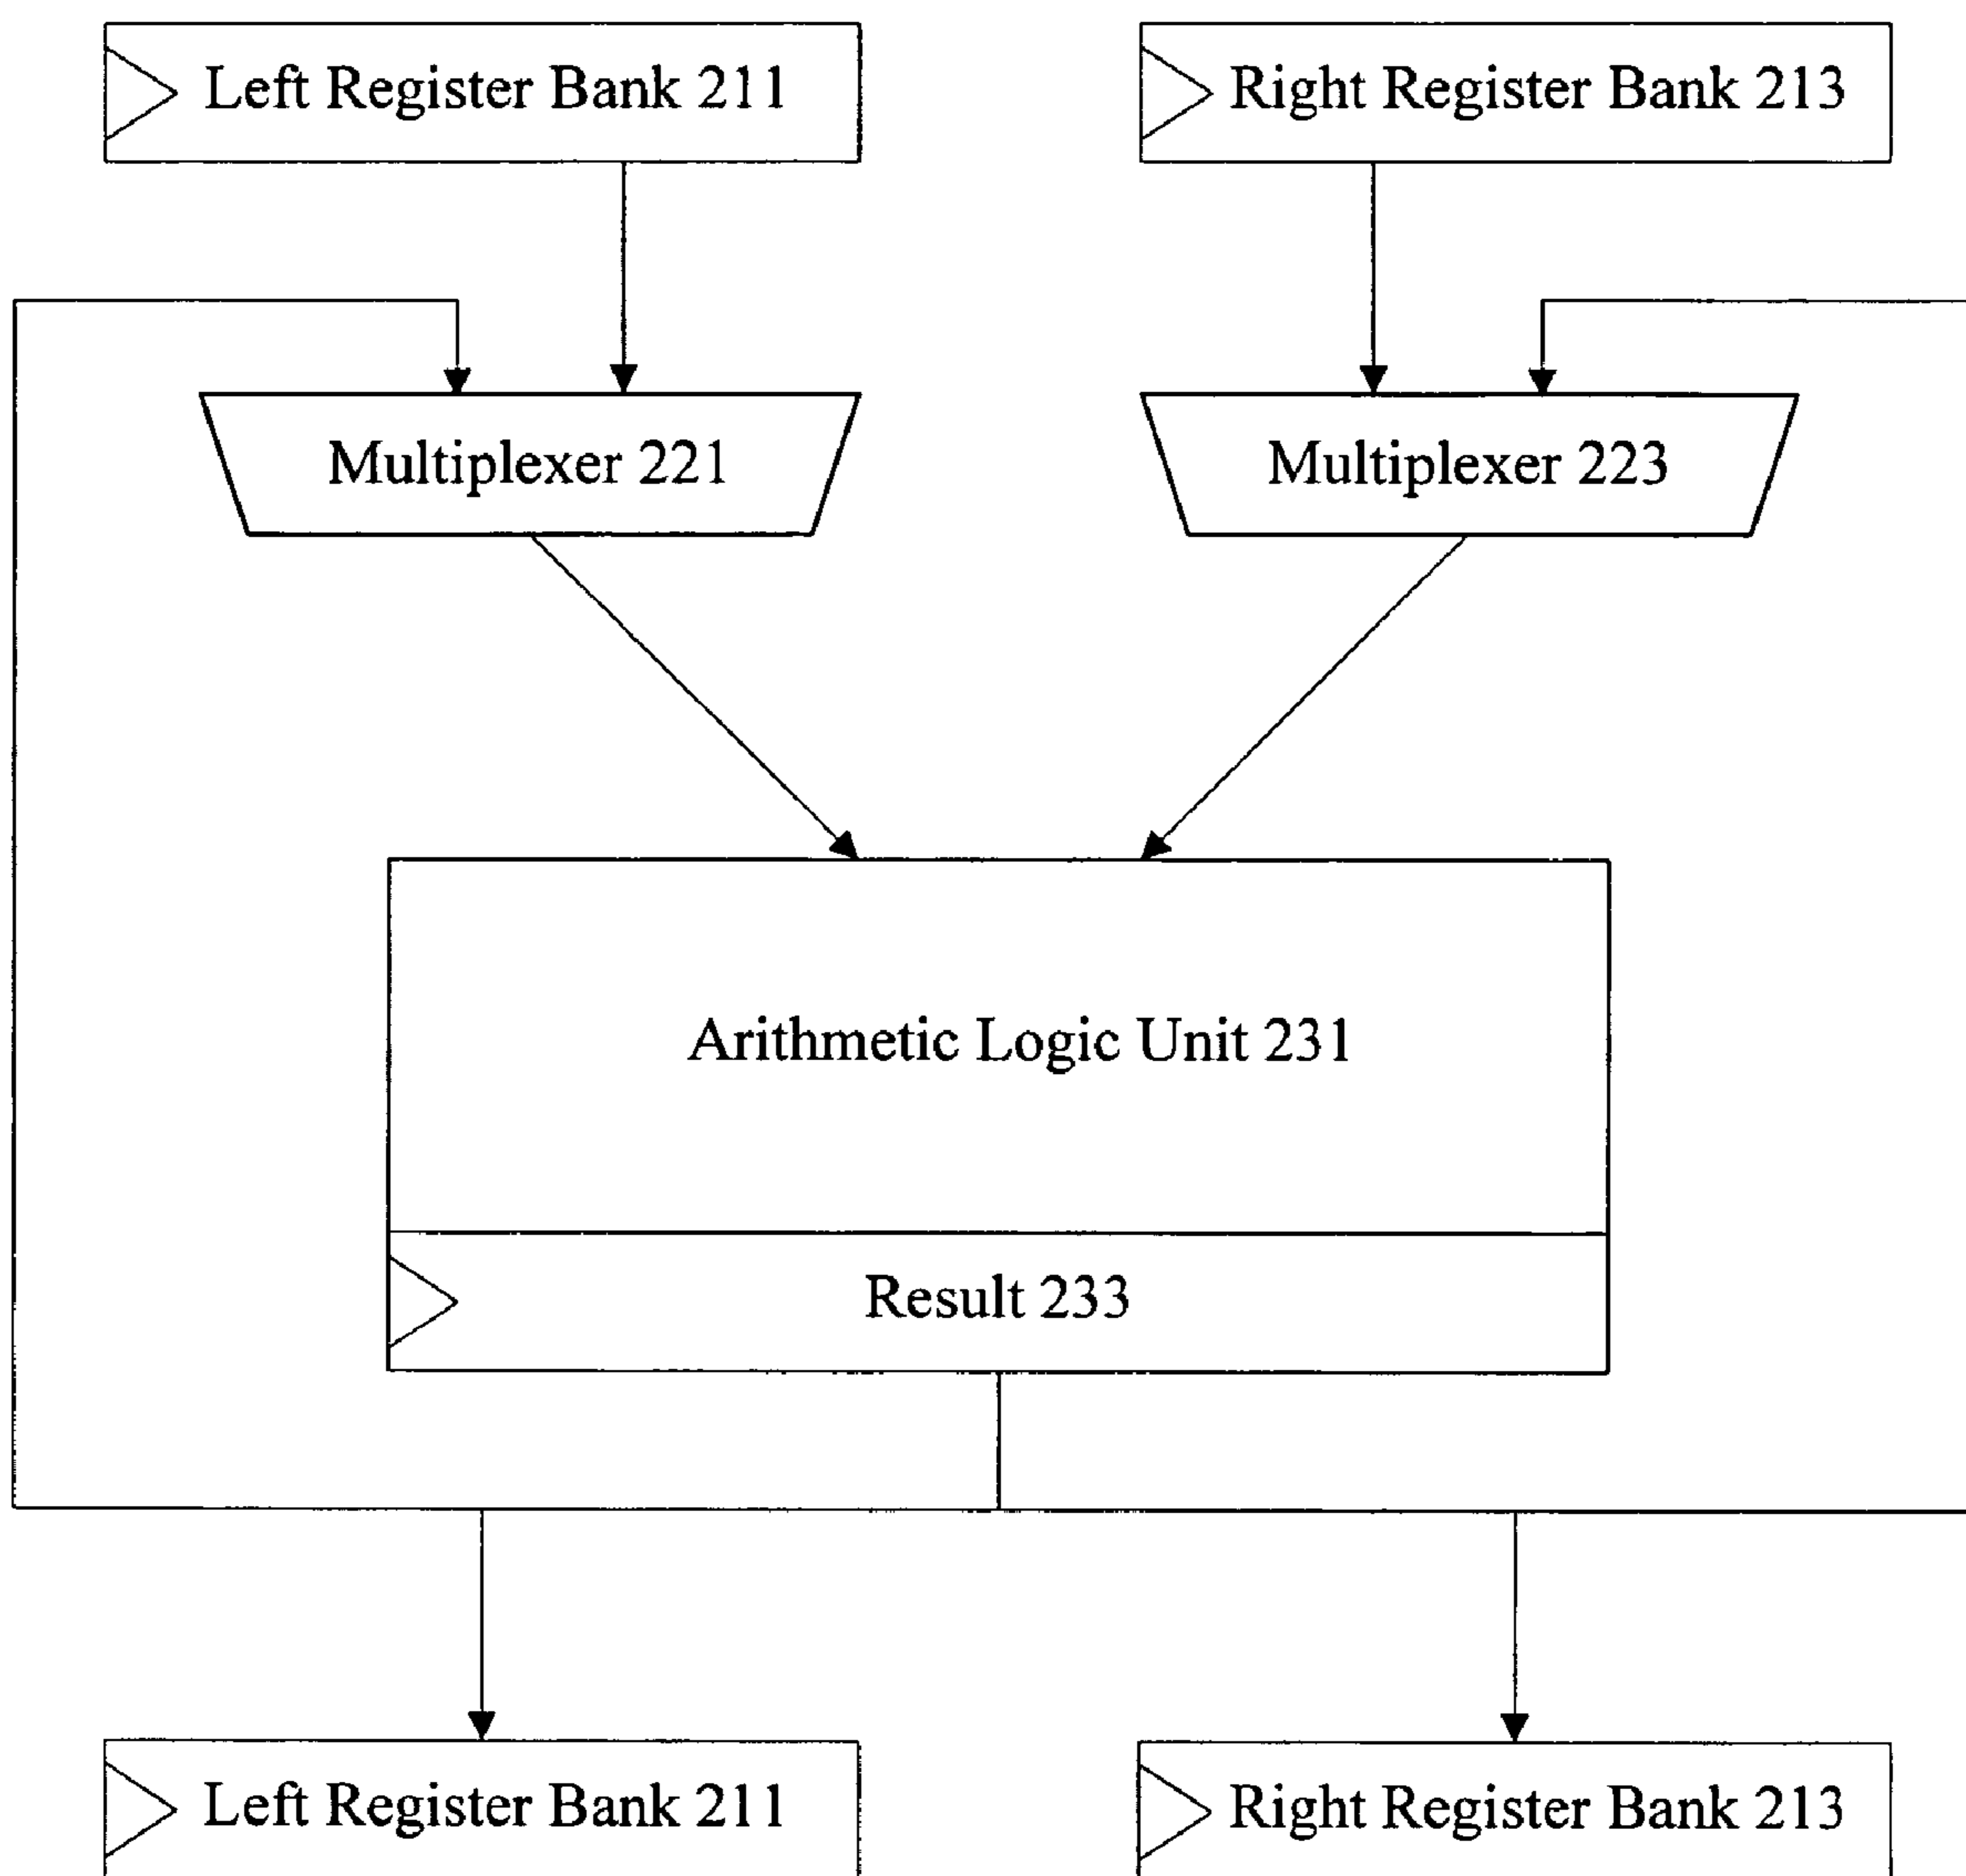 Left Register Bank 211
Right Register Bank 213
Multiplexer 221
Multiplexer 223
Arithmetic Logic Unit 231
Result 233
Left Register Bank 211
Right Register Bank 213